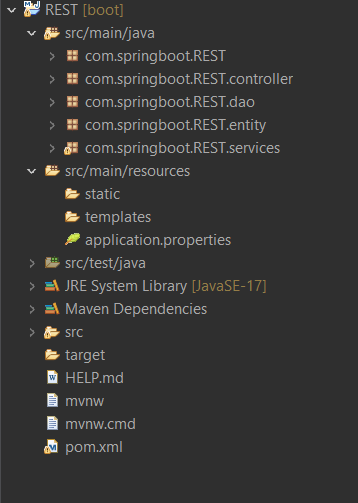 REST [boot]
src/main/java
com.springboot.REST
com.springboot.REST.controller
com.springboot.REST.dao
com.springboot.REST.entity
com.springboot.REST.services
src/main/resources
static
templates
application.properties
src/test/java
JRE System Library [JavaSE-17]
Maven Dependencies
src
target
HELP.md
mvnw
mvnw.cmd
pom.xml